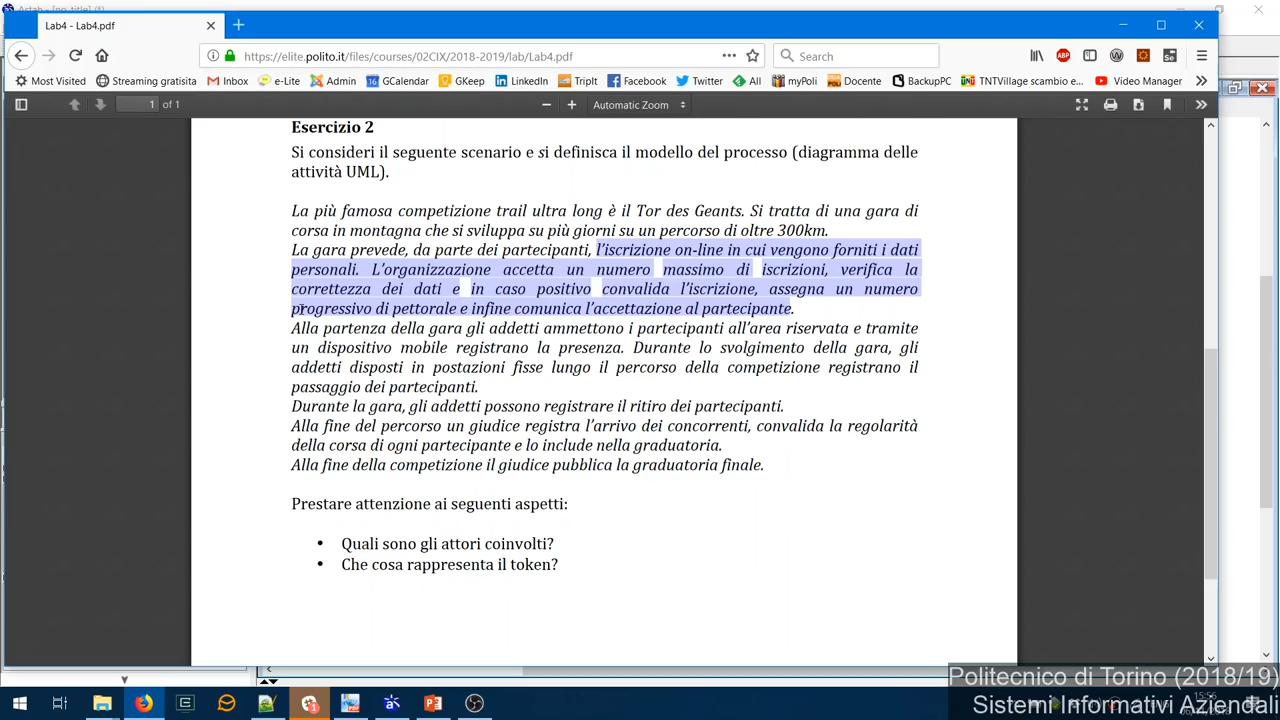 Lab4 - Lab4.pdf
https://elite.polito.it/files/courses/02CIX/2018-2019/lab/Lab4.pdf
Search
Most Visited Streaming gratisita Inbox e-Lite Admin GCalendar GKeep LinkedIn TripIt Facebook Twitter All myPoli Docente BackupPC TNTVillage scambio e... Video Manager
1 of 1
Automatic Zoom
Esercizio 2
Si consideri il seguente scenario e si definisca il modello del processo (diagramma delle
attività UML).
La più famosa competizione trail ultra long è il Tor des Geants. Si tratta di una gara di
corsa in montagna che si sviluppa su più giorni su un percorso di oltre 300km.
La gara prevede, da parte dei partecipanti, l’iscrizione on-line in cui vengono forniti i dati
personali. L’organizzazione accetta un numero massimo di iscrizioni, verifica la
correttezza dei dati e in caso positivo convalida l’iscrizione, assegna un numero
progressivo di pettorale e infine comunica l’accettazione al partecipante.
Alla partenza della gara gli addetti ammettono i partecipanti all’area riservata e tramite
un dispositivo mobile registrano la presenza. Durante lo svolgimento della gara, gli
addetti disposti in postazioni fisse lungo il percorso della competizione registrano il
passaggio dei partecipanti.
Durante la gara, gli addetti possono registrare il ritiro dei partecipanti.
Alla fine del percorso un giudice registra l’arrivo dei concorrenti, convalida la regolarità
della corsa di ogni partecipante e lo include nella graduatoria.
Alla fine della competizione il giudice pubblica la graduatoria finale.
Prestare attenzione ai seguenti aspetti:
• Quali sono gli attori coinvolti?
• Che cosa rappresenta il token?
Politecnico di Torino (2018/19)
Sistemi Informativi Aziendali